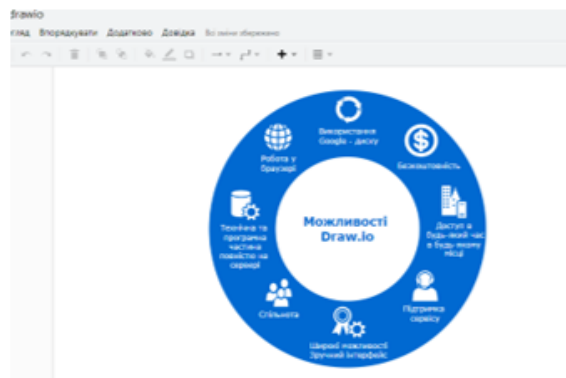 drawio
Впорядкувати Додатково Довідка Всі зміни збережено
Використання
Google - диску
Безкоштовність
Доступ в
будь-який час
в будь-якому
місці
Підтримка
сервісу
Широкі можливості
Зручний інтерфейс
Спільнота
Технічна та
програмна
частина
повністю на
сервері
Робота у
браузері
Можливості
Draw.io